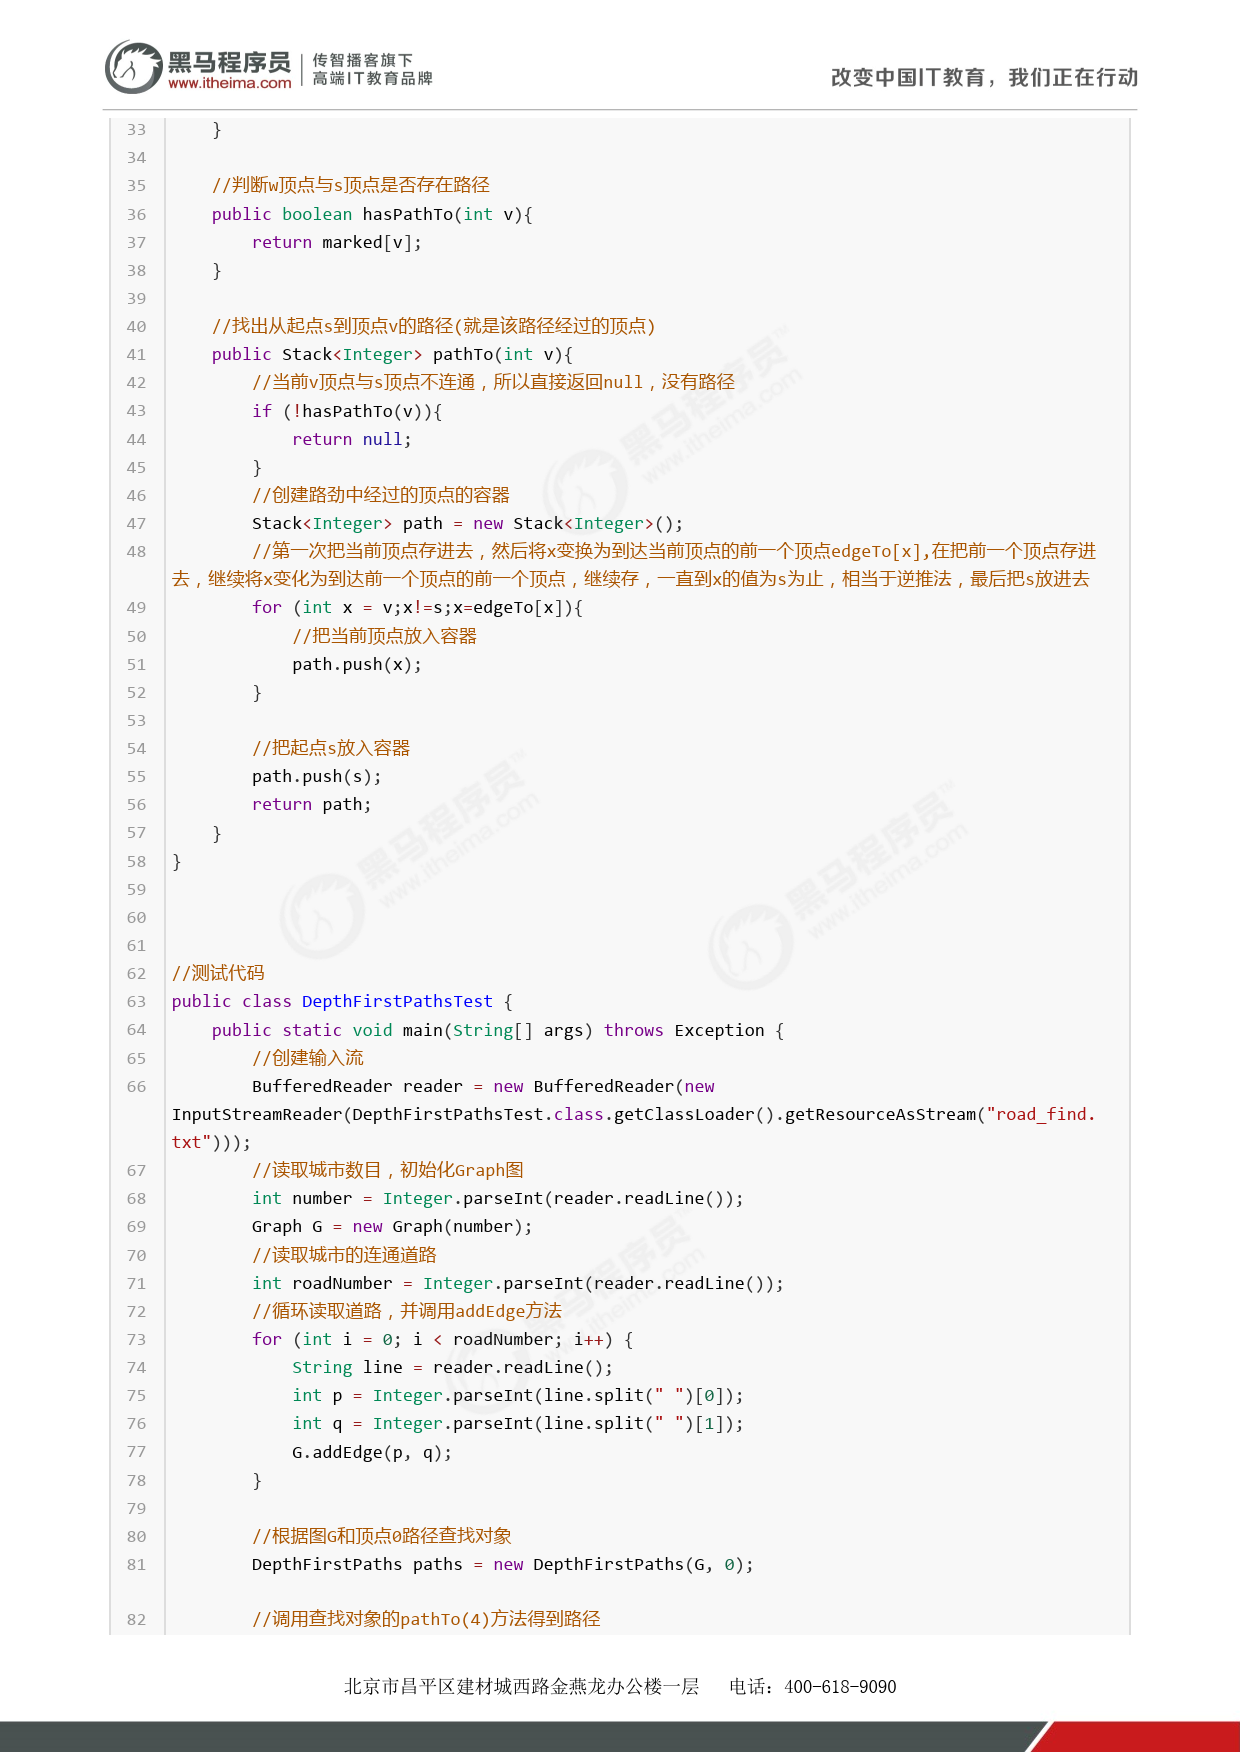 黑马程序员
www.itheima.com
传智播客旗下
高端IT教育品牌
改变中国IT教育，我们正在行动
33     }
34
35     //判断w顶点与s顶点是否存在路径
36     public boolean hasPathTo(int v){
37         return marked[v];
38     }
39
40     //找出从起点s到顶点v的路径(就是该路径经过的顶点)
41     public Stack<Integer> pathTo(int v){
42         //当前v顶点与s顶点不连通，所以直接返回null，没有路径
43         if (!hasPathTo(v)){
44             return null;
45         }
46         //创建路劲中经过的顶点的容器
47         Stack<Integer> path = new Stack<Integer>();
48         //第一次把当前顶点存进去，然后将x变换为到达当前顶点的前一个顶点edgeTo[x],在把前一个顶点存进
去，继续将x变化为到达前一个顶点的前一个顶点，继续存，一直到x的值为s为止，相当于逆推法，最后把s放进去
49         for (int x = v;x!=s;x=edgeTo[x]){
50             //把当前顶点放入容器
51             path.push(x);
52         }
53
54         //把起点s放入容器
55         path.push(s);
56         return path;
57     }
58 }
59
60
61
62 //测试代码
63 public class DepthFirstPathsTest {
64     public static void main(String[] args) throws Exception {
65         //创建输入流
66         BufferedReader reader = new BufferedReader(new
InputStreamReader(DepthFirstPathsTest.class.getClassLoader().getResourceAsStream("road_find.
txt")));
67         //读取城市数目，初始化Graph图
68         int number = Integer.parseInt(reader.readLine());
69         Graph G = new Graph(number);
70         //读取城市的连通道路
71         int roadNumber = Integer.parseInt(reader.readLine());
72         //循环读取道路，并调用addEdge方法
73         for (int i = 0; i < roadNumber; i++) {
74             String line = reader.readLine();
75             int p = Integer.parseInt(line.split(" ")[0]);
76             int q = Integer.parseInt(line.split(" ")[1]);
77             G.addEdge(p, q);
78         }
79
80         //根据图G和顶点0路径查找对象
81         DepthFirstPaths paths = new DepthFirstPaths(G, 0);
82         //调用查找对象的pathTo(4)方法得到路径
北京市昌平区建材城西路金燕龙办公楼一层    电话：400-618-9090